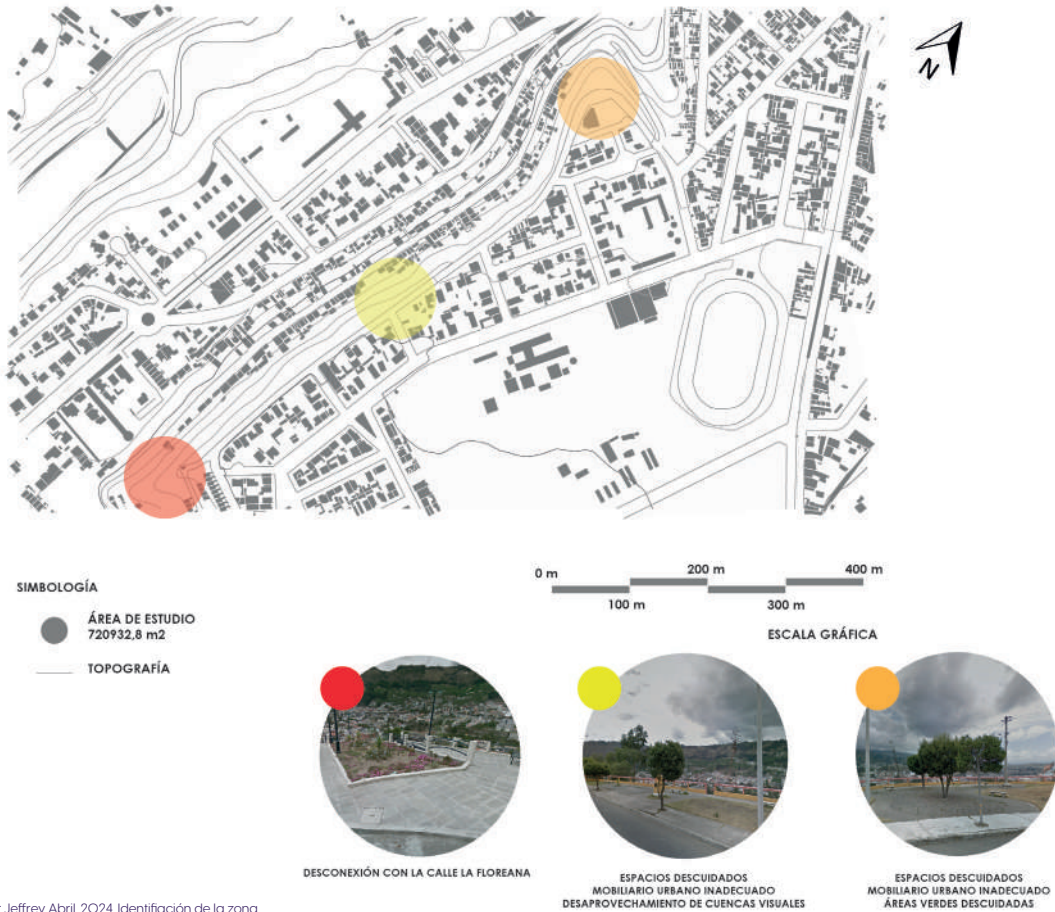 N
SIMBOLOGÍA
ÁREA DE ESTUDIO
720932,8 m2
TOPOGRAFÍA
0 m
200 m
400 m
100 m
300 m
ESCALA GRÁFICA
DESCONEXIÓN CON LA CALLE LA FLOREANA
ESPACIOS DESCUIDADOS
MOBILIARIO URBANO INADECUADO
DESAPROVECHAMIENTO DE CUENCAS VISUALES
ESPACIOS DESCUIDADOS
MOBILIARIO URBANO INADECUADO
ÁREAS VERDES DESCUIDADAS
Jeffrey Abril, 2024. Identifiación de la zona